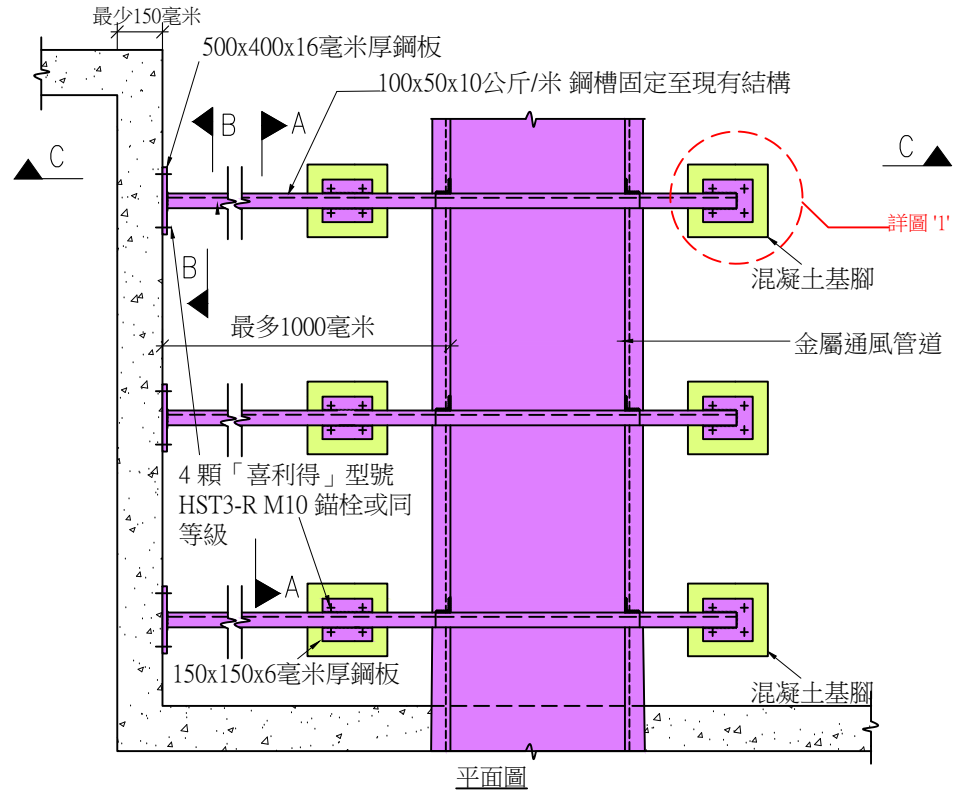 最少150毫米
500x400x16毫米厚鋼板
100x50x10公斤/米 鋼槽固定至現有結構
B
A
C
C
詳圖 '1'
B
混凝土基腳
最多1000毫米
金屬通風管道
4 顆「喜利得」型號
HST3-R M10 錨栓或同
等級
A
150x150x6毫米厚鋼板
混凝土基腳
平面圖